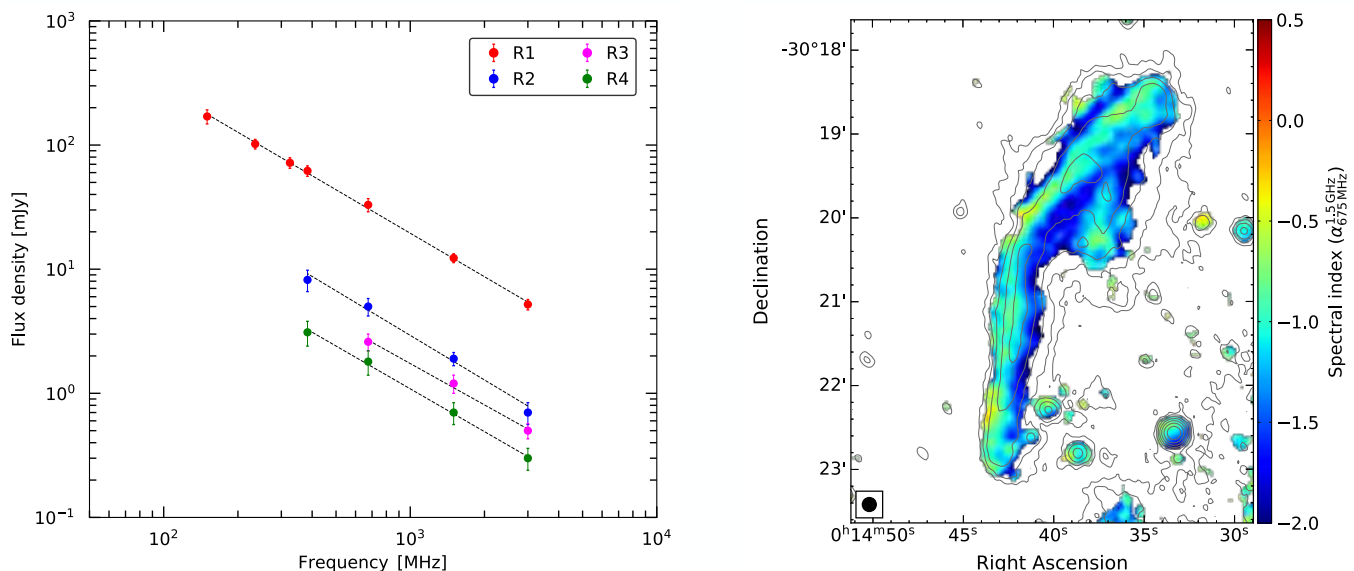 10³
10²
10¹
10⁰
10⁻¹
Flux density [mJy]
R1
R2
R3
R4
10²
10³
10⁴
Frequency [MHz]
-30°18'
19'
20'
21'
22'
23'
Declination
0ʰ14ᵐ50ˢ
45ˢ
40ˢ
35ˢ
30ˢ
Right Ascension
0.5
0.0
−0.5
−1.0
−1.5
−2.0
Spectral index (α^{1.5 GHz}_{675 MHz})